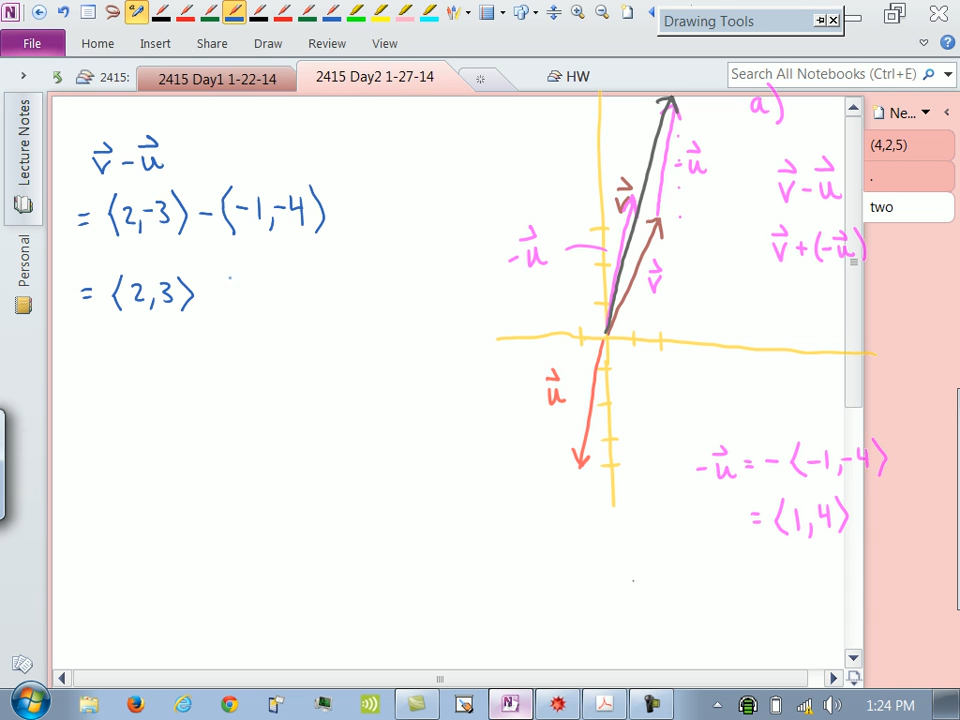 Drawing Tools
File
Home
Insert
Share
Draw
Review
View
2415:
2415 Day1 1-22-14
2415 Day2 1-27-14
HW
Search All Notebooks (Ctrl+E)
Lecture Notes
Personal
Ne...
(4,2,5)
.
two
v⃗ - u⃗
= ⟨2,-3⟩ - ⟨-1,-4⟩
= ⟨2,3⟩
a)
-u⃗
v⃗
v⃗ - u⃗
v⃗ + (-u⃗)
-u⃗
v⃗
u⃗
-u⃗ = - ⟨-1,-4⟩
= ⟨1,4⟩
1:24 PM